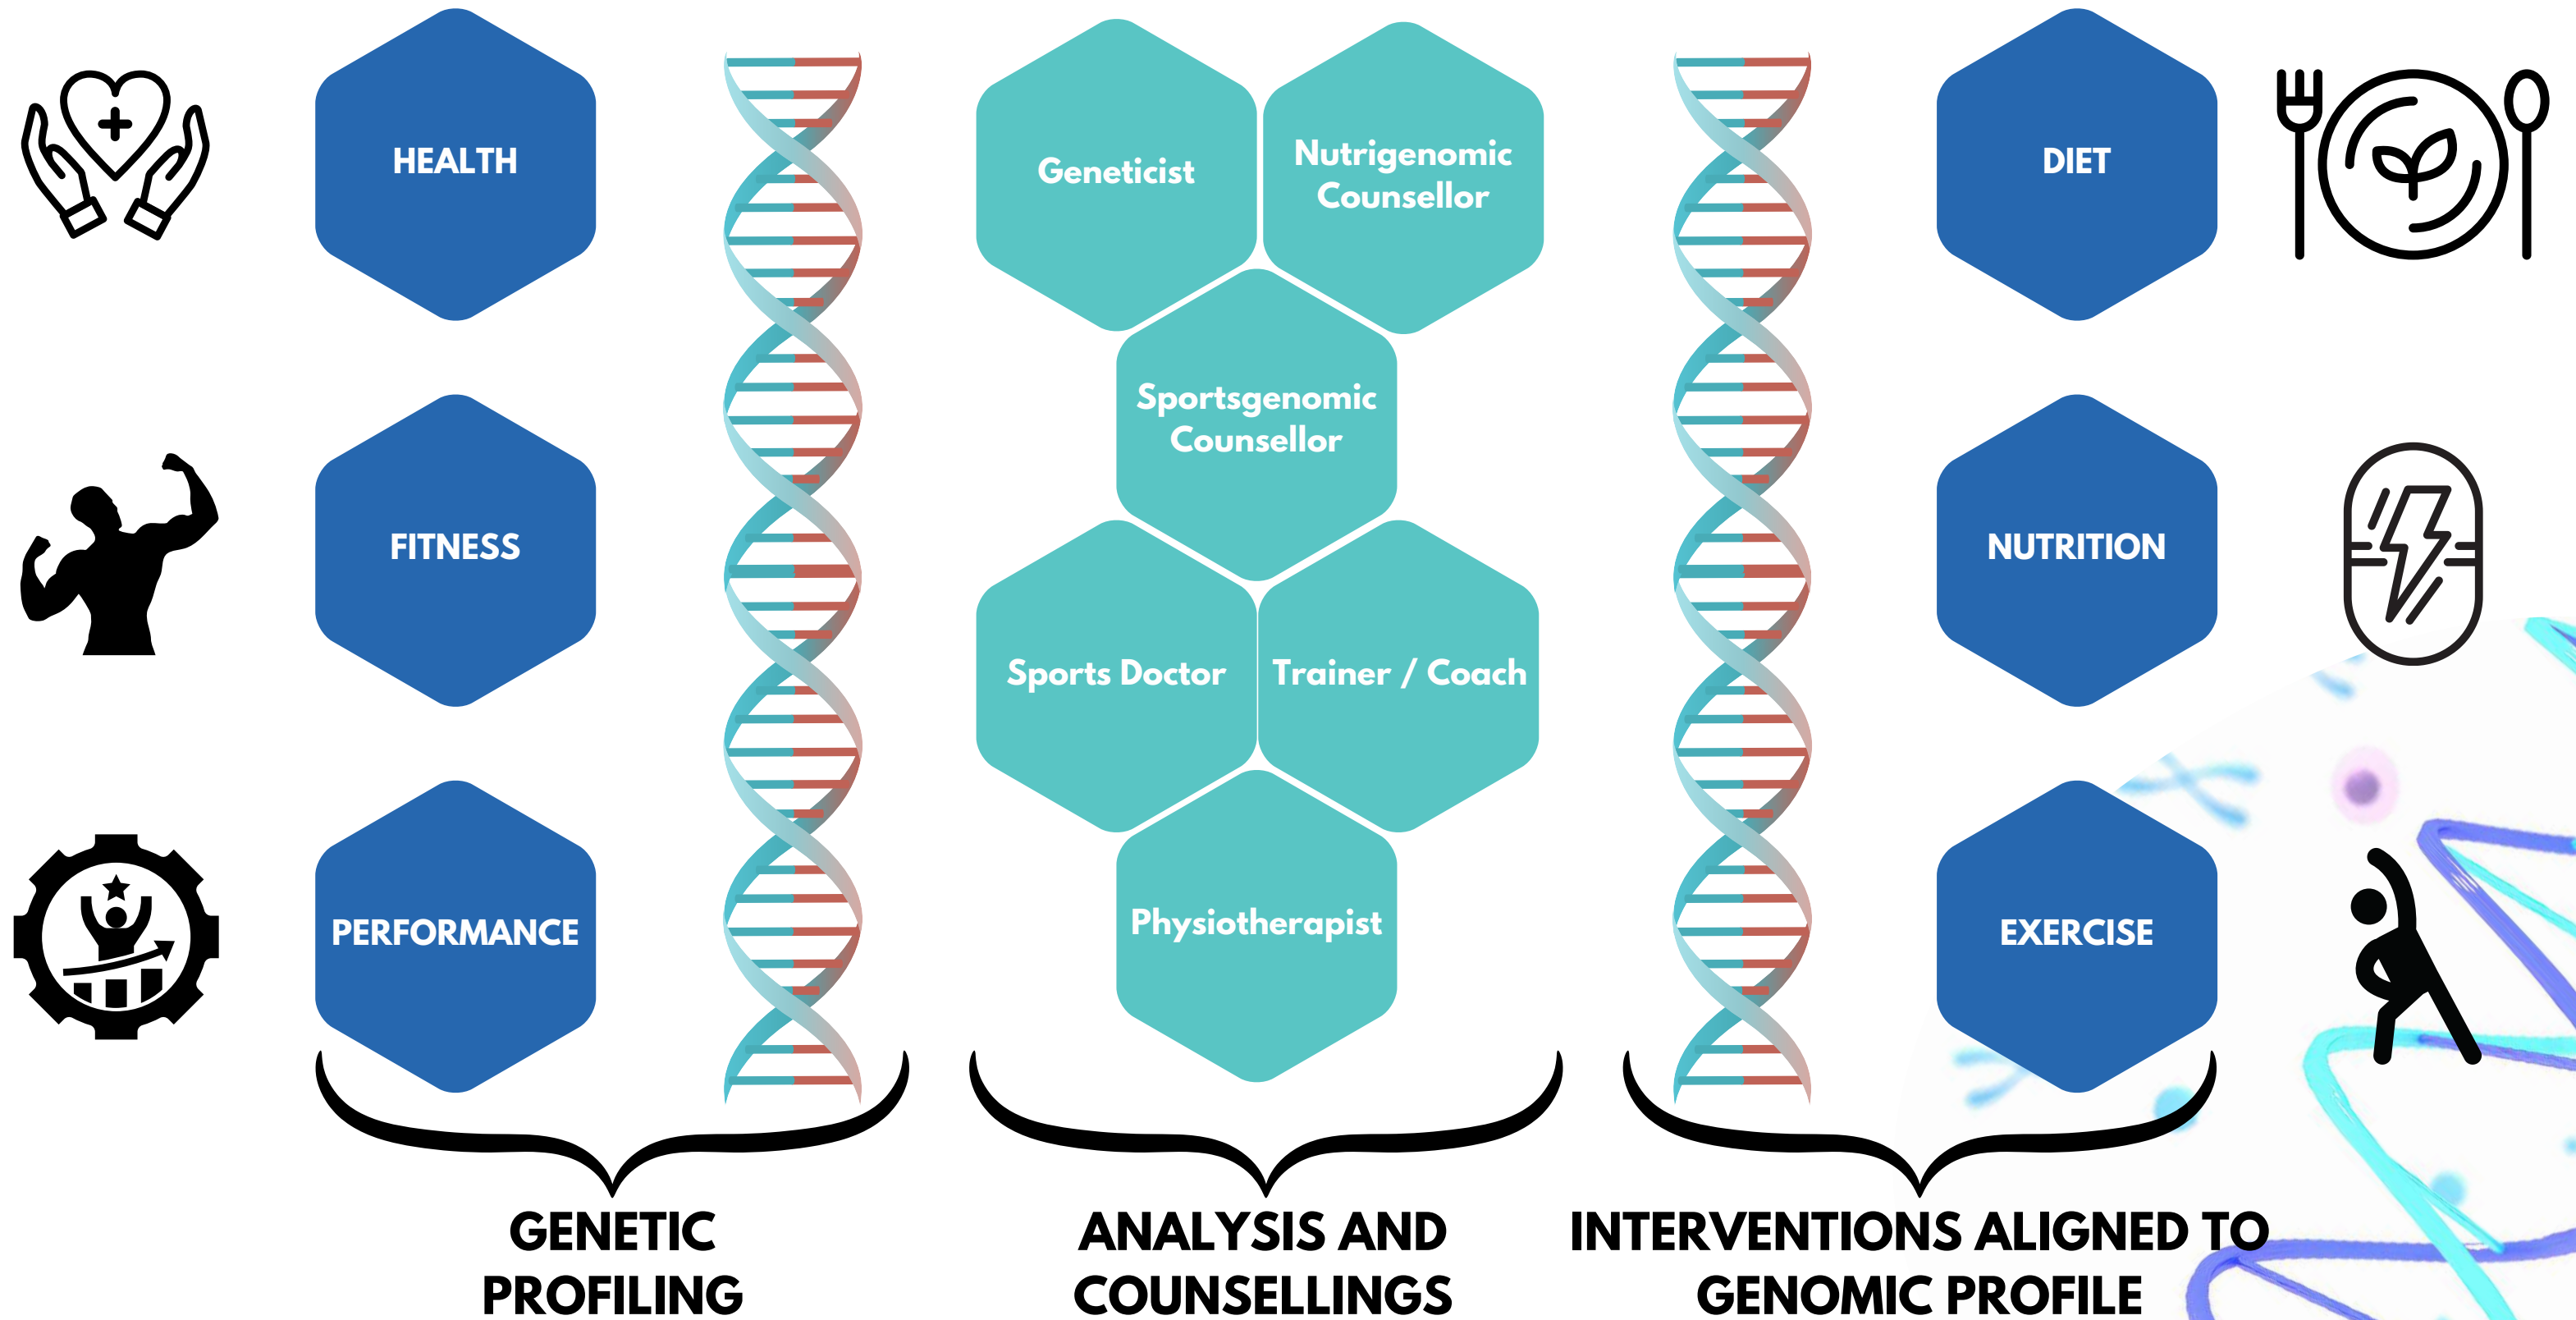 HEALTH
FITNESS
PERFORMANCE
GENETIC
PROFILING
Geneticist
Nutrigenomic
Counsellor
Sportsgenomic
Counsellor
Sports Doctor
Trainer / Coach
Physiotherapist
ANALYSIS AND
COUNSELLINGS
DIET
NUTRITION
EXERCISE
INTERVENTIONS ALIGNED TO
GENOMIC PROFILE